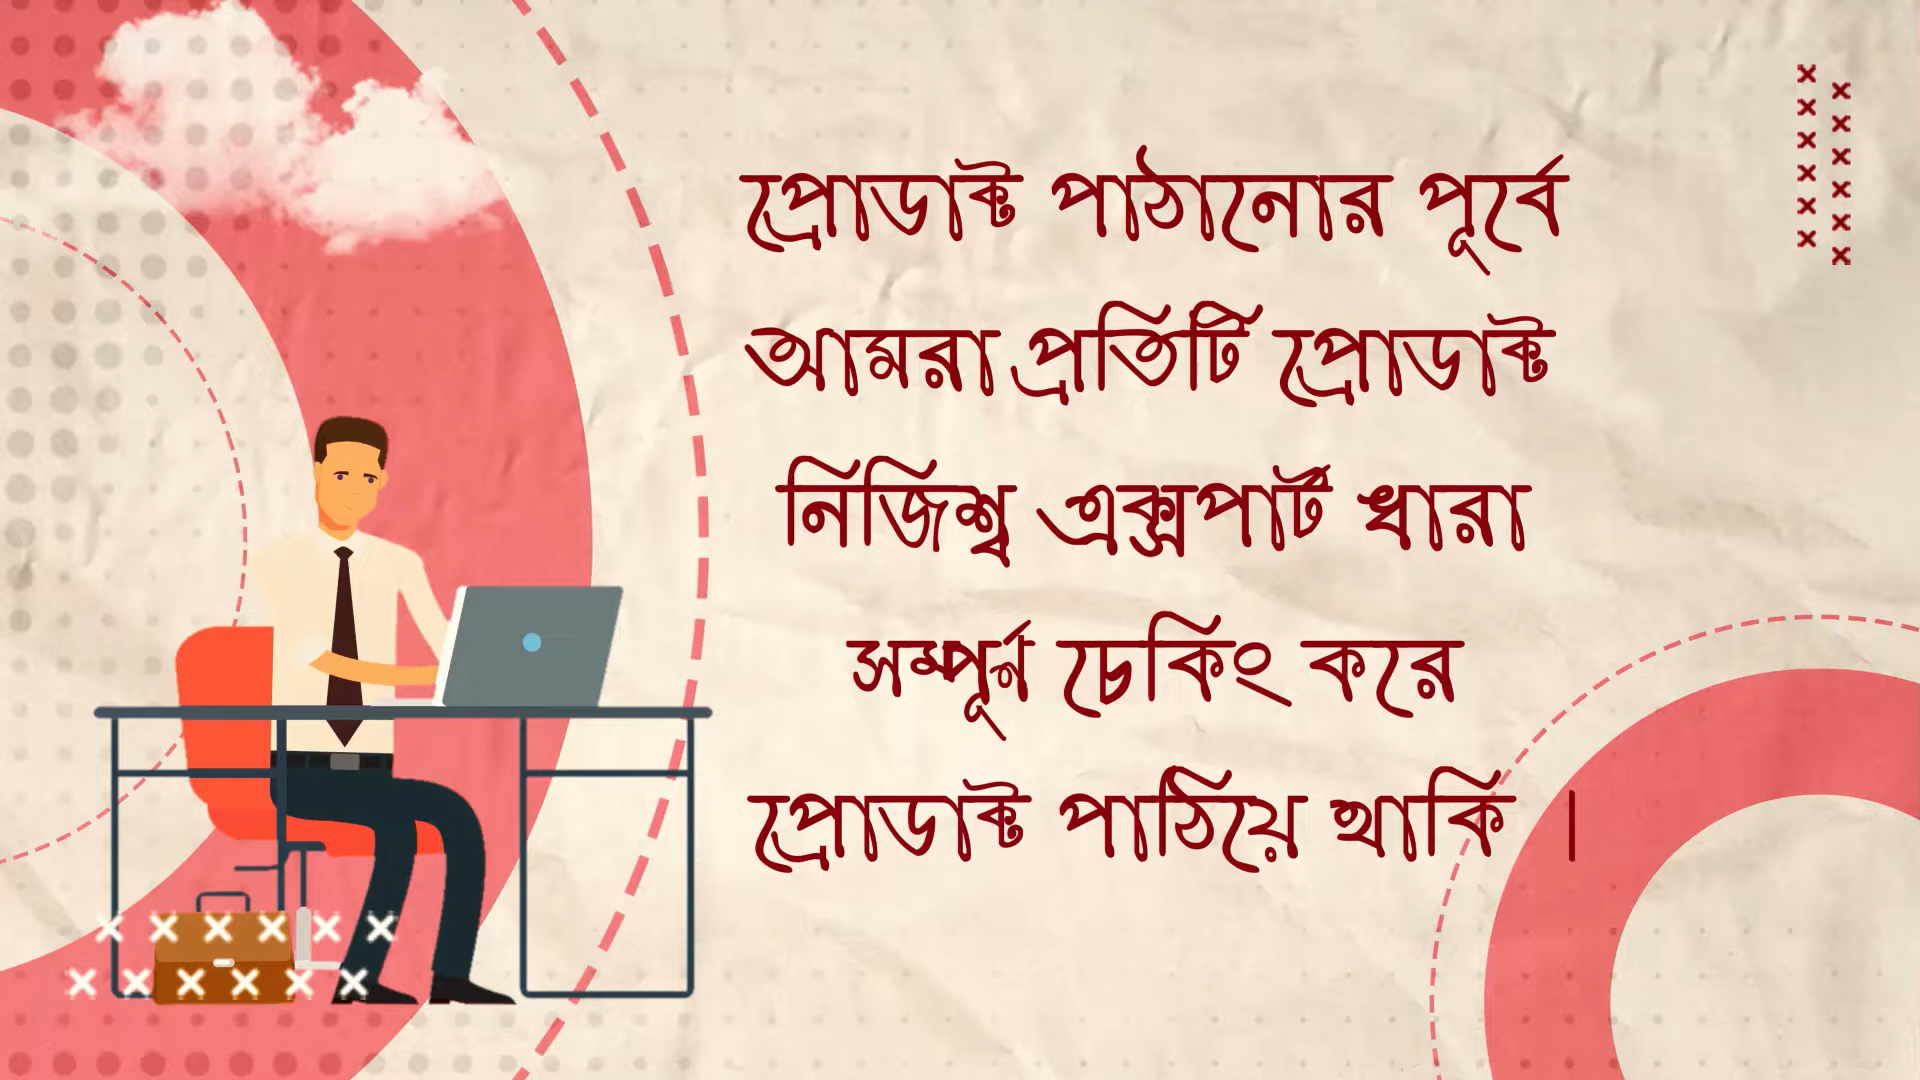 প্রোডাক্ট পাঠানোর পূর্বে
আমরা প্রতিটি প্রোডাক্ট
নিজিশ্ব এক্সপার্ট ধারা
সম্পূর্ণ চেকিং করে
প্রোডাক্ট পাঠিয়ে থাকি ।